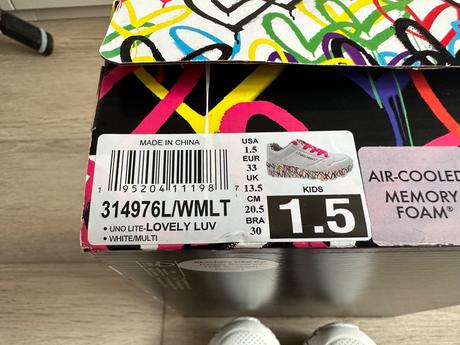 MADE IN CHINA
1 95204 11198 7
314976L/WMLT
• UNO LITE-LOVELY LUV
• WHITE/MULTI
USA
1.5
EUR
33
UK
13.5
CM
20.5
BRA
30
KIDS
1.5
AIR-COOLED
MEMORY
FOAM®